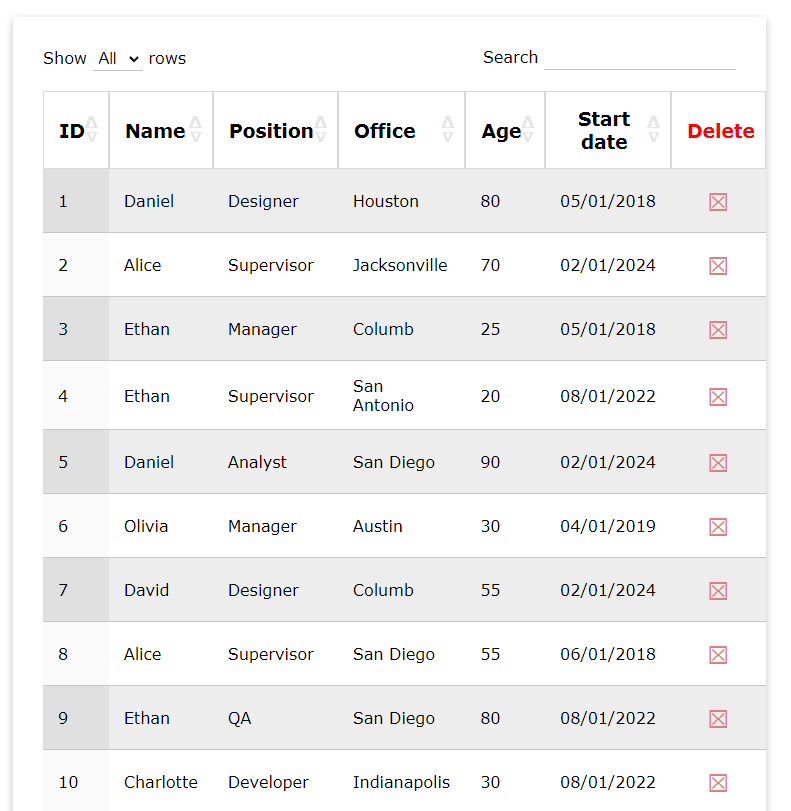 Show All rows Search
ID Name Position Office Age Start date Delete
1 Daniel Designer Houston 80 05/01/2018
2 Alice Supervisor Jacksonville 70 02/01/2024
3 Ethan Manager Columb 25 05/01/2018
4 Ethan Supervisor San Antonio 20 08/01/2022
5 Daniel Analyst San Diego 90 02/01/2024
6 Olivia Manager Austin 30 04/01/2019
7 David Designer Columb 55 02/01/2024
8 Alice Supervisor San Diego 55 06/01/2018
9 Ethan QA San Diego 80 08/01/2022
10 Charlotte Developer Indianapolis 30 08/01/2022